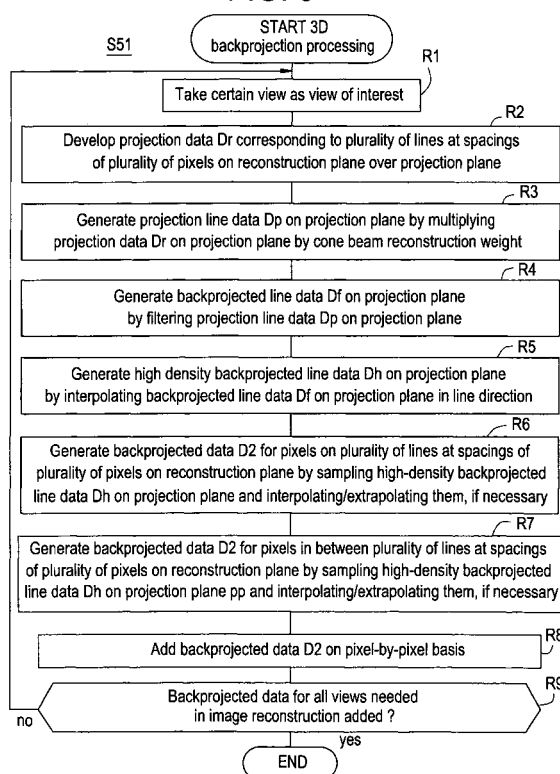 START 3D
backprojection processing
S51
R1
Take certain view as view of interest
R2
Develop projection data Dr corresponding to plurality of lines at spacings
of plurality of pixels on reconstruction plane over projection plane
R3
Generate projection line data Dp on projection plane by multiplying
projection data Dr on projection plane by cone beam reconstruction weight
R4
Generate backprojected line data Df on projection plane
by filtering projection line data Dp on projection plane
R5
Generate high density backprojected line data Dh on projection plane
by interpolating backprojected line data Df on projection plane in line direction
R6
Generate backprojected data D2 for pixels on plurality of lines at spacings of
plurality of pixels on reconstruction plane by sampling high-density backprojected
line data Dh on projection plane and interpolating/extrapolating them, if necessary
R7
Generate backprojected data D2 for pixels in between plurality of lines at spacings
of plurality of pixels on reconstruction plane by sampling high-density backprojected
line data Dh on projection plane pp and interpolating/extrapolating them, if necessary
R8
Add backprojected data D2 on pixel-by-pixel basis
R9
Backprojected data for all views needed
in image reconstruction added ?
no
yes
END